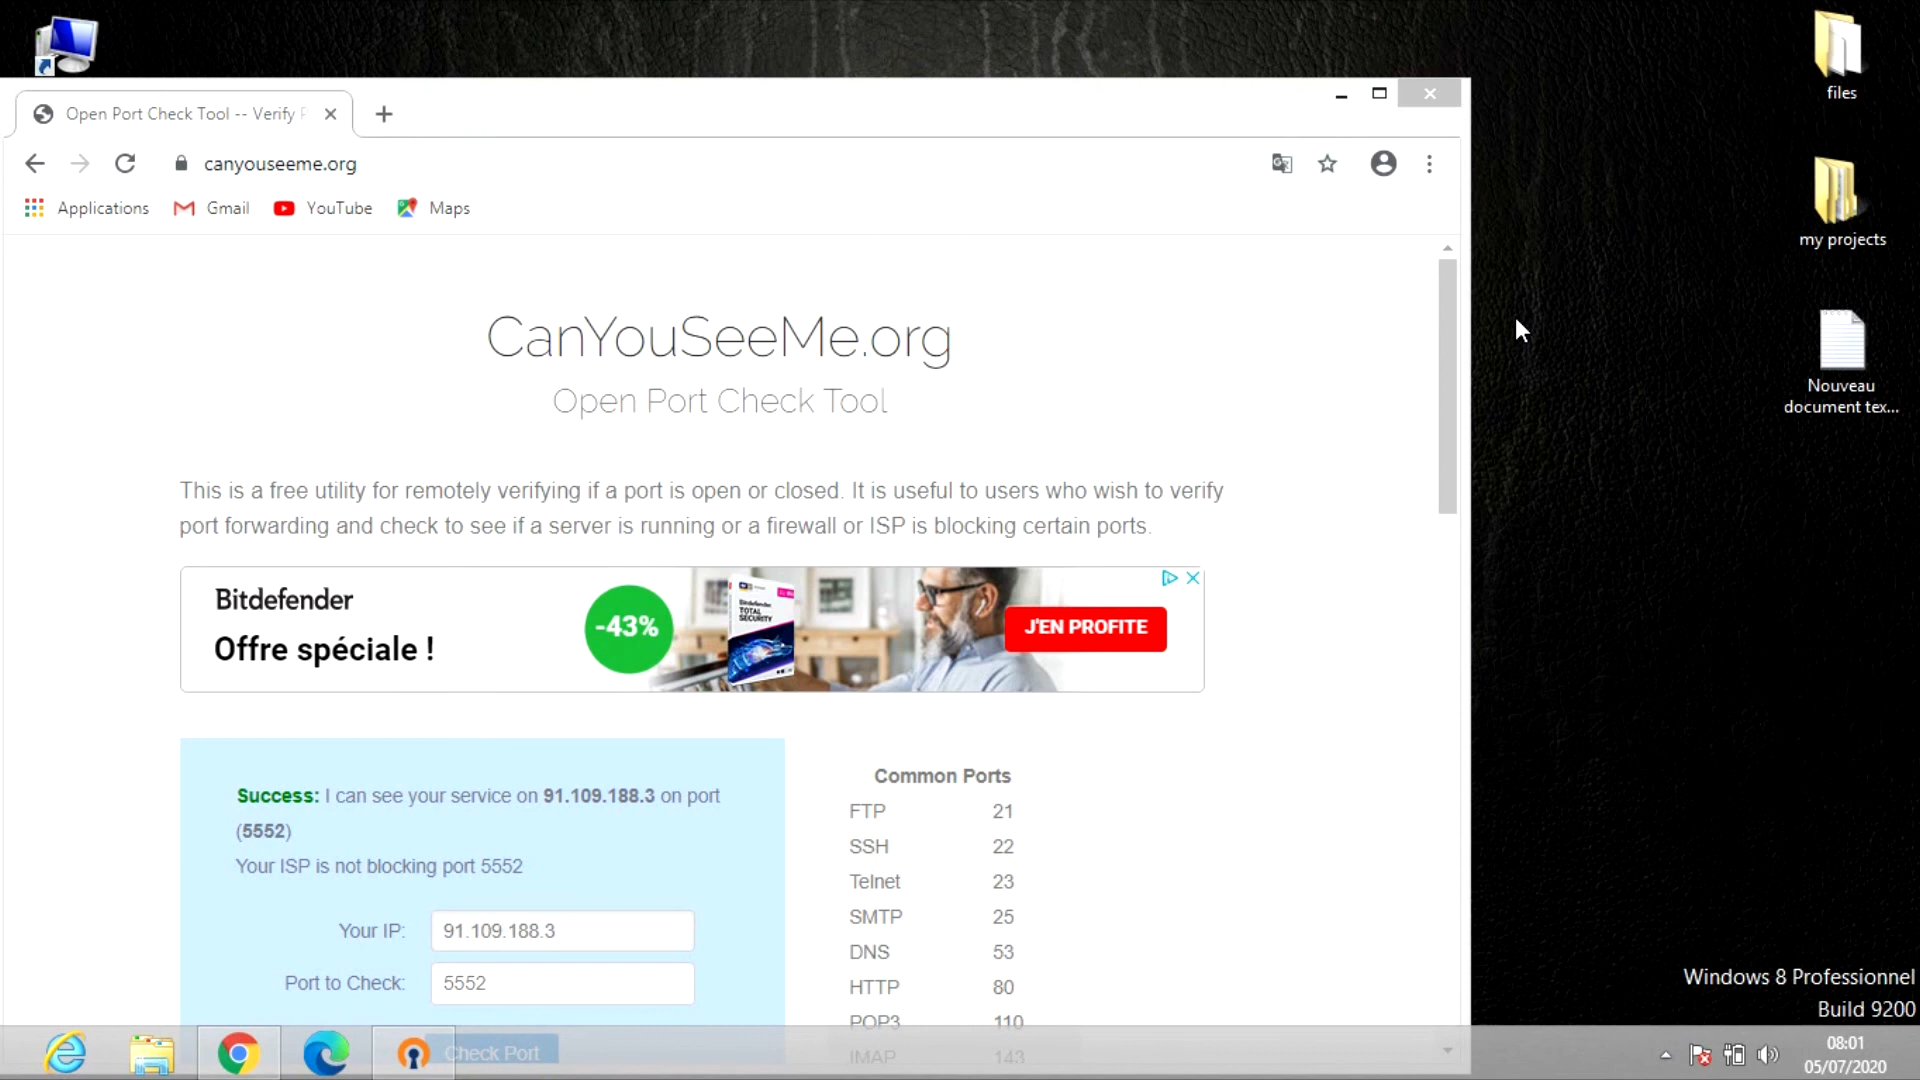 Open Port Check Tool -- Verify
canyouseeme.org
Applications
Gmail
YouTube
Maps
CanYouSeeMe.org
Open Port Check Tool
This is a free utility for remotely verifying if a port is open or closed. It is useful to users who wish to verify
port forwarding and check to see if a server is running or a firewall or ISP is blocking certain ports.
Bitdefender
Offre spéciale !
-43%
Bitdefender
TOTAL
SECURITY
J'EN PROFITE
Success: I can see your service on 91.109.188.3 on port
(5552)
Your ISP is not blocking port 5552
Your IP: 91.109.188.3
Port to Check: 5552
Check Port
Common Ports
FTP 21
SSH 22
Telnet 23
SMTP 25
DNS 53
HTTP 80
POP3 110
IMAP 143
files
my projects
Nouveau
document tex...
Windows 8 Professionnel
Build 9200
08:01
05/07/2020